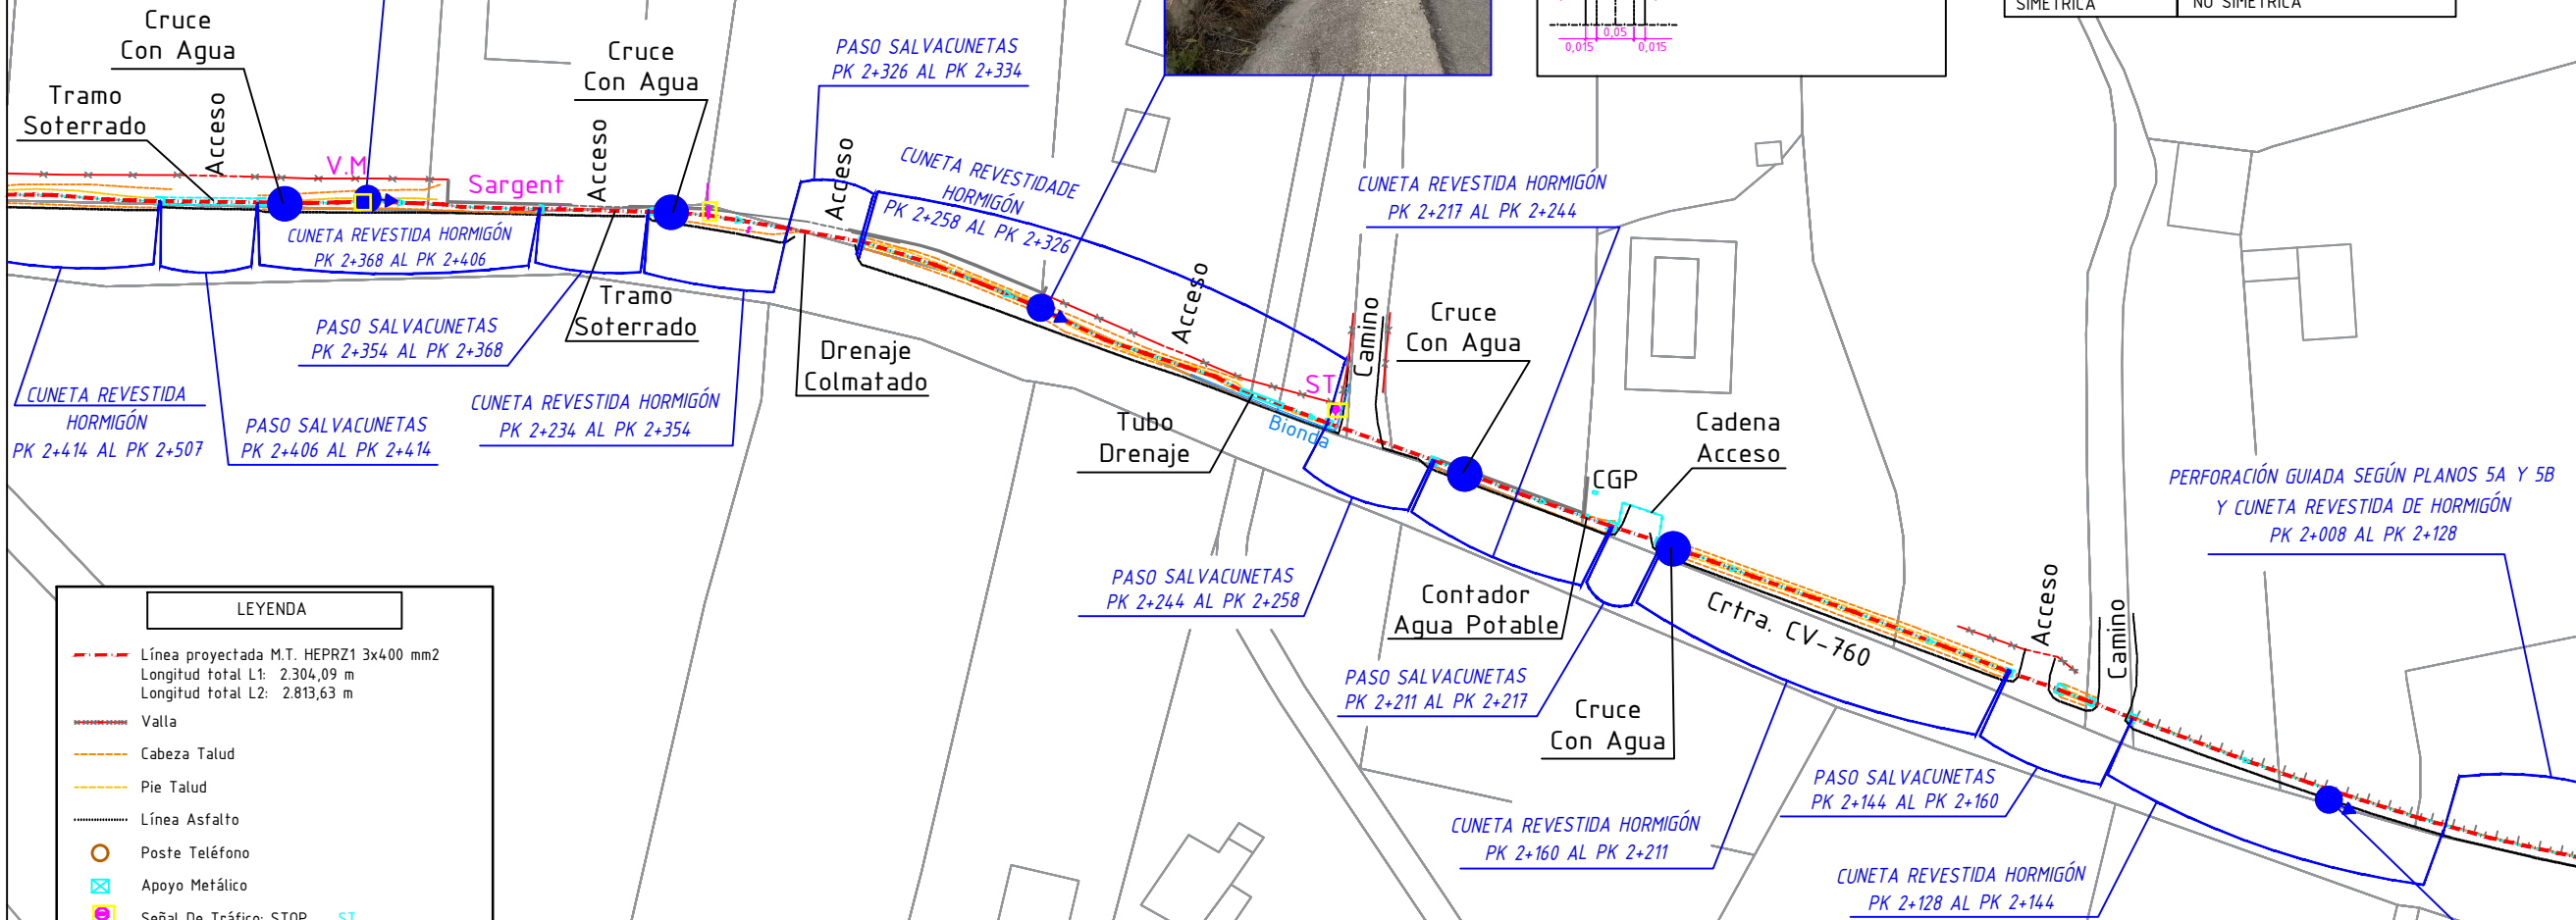 SIMÉTRICA
NO SIMÉTRICA
0,05
0,015
0,015
Cruce
Con Agua
Tramo
Soterrado
Acceso
V.M
Sargent
Cruce
Con Agua
Acceso
PASO SALVACUNETAS
PK 2+326 AL PK 2+334
Acceso
CUNETA REVESTIDADE
HORMIGÓN
PK 2+258 AL PK 2+326
CUNETA REVESTIDA HORMIGÓN
PK 2+217 AL PK 2+244
CUNETA REVESTIDA HORMIGÓN
PK 2+368 AL PK 2+406
Tramo
Soterrado
PASO SALVACUNETAS
PK 2+354 AL PK 2+368
CUNETA REVESTIDA
HORMIGÓN
PK 2+414 AL PK 2+507
PASO SALVACUNETAS
PK 2+406 AL PK 2+414
CUNETA REVESTIDA HORMIGÓN
PK 2+234 AL PK 2+354
Drenaje
Colmatado
Acceso
Camino
ST
Bionda
Tubo
Drenaje
Cruce
Con Agua
CGP
Cadena
Acceso
PASO SALVACUNETAS
PK 2+244 AL PK 2+258
Contador
Agua Potable
PASO SALVACUNETAS
PK 2+211 AL PK 2+217
Cruce
Con Agua
Crtra. CV-760
Acceso
Camino
PERFORACIÓN GUIADA SEGÚN PLANOS 5A Y 5B
Y CUNETA REVESTIDA DE HORMIGÓN
PK 2+008 AL PK 2+128
PASO SALVACUNETAS
PK 2+144 AL PK 2+160
CUNETA REVESTIDA HORMIGÓN
PK 2+160 AL PK 2+211
CUNETA REVESTIDA HORMIGÓN
PK 2+128 AL PK 2+144
LEYENDA
Línea proyectada M.T. HEPRZ1 3x400 mm2
Longitud total L1: 2.304,09 m
Longitud total L2: 2.813,63 m
Valla
Cabeza Talud
Pie Talud
Línea Asfalto
Poste Teléfono
Apoyo Metálico
Señal De Tráfico: STOP ST